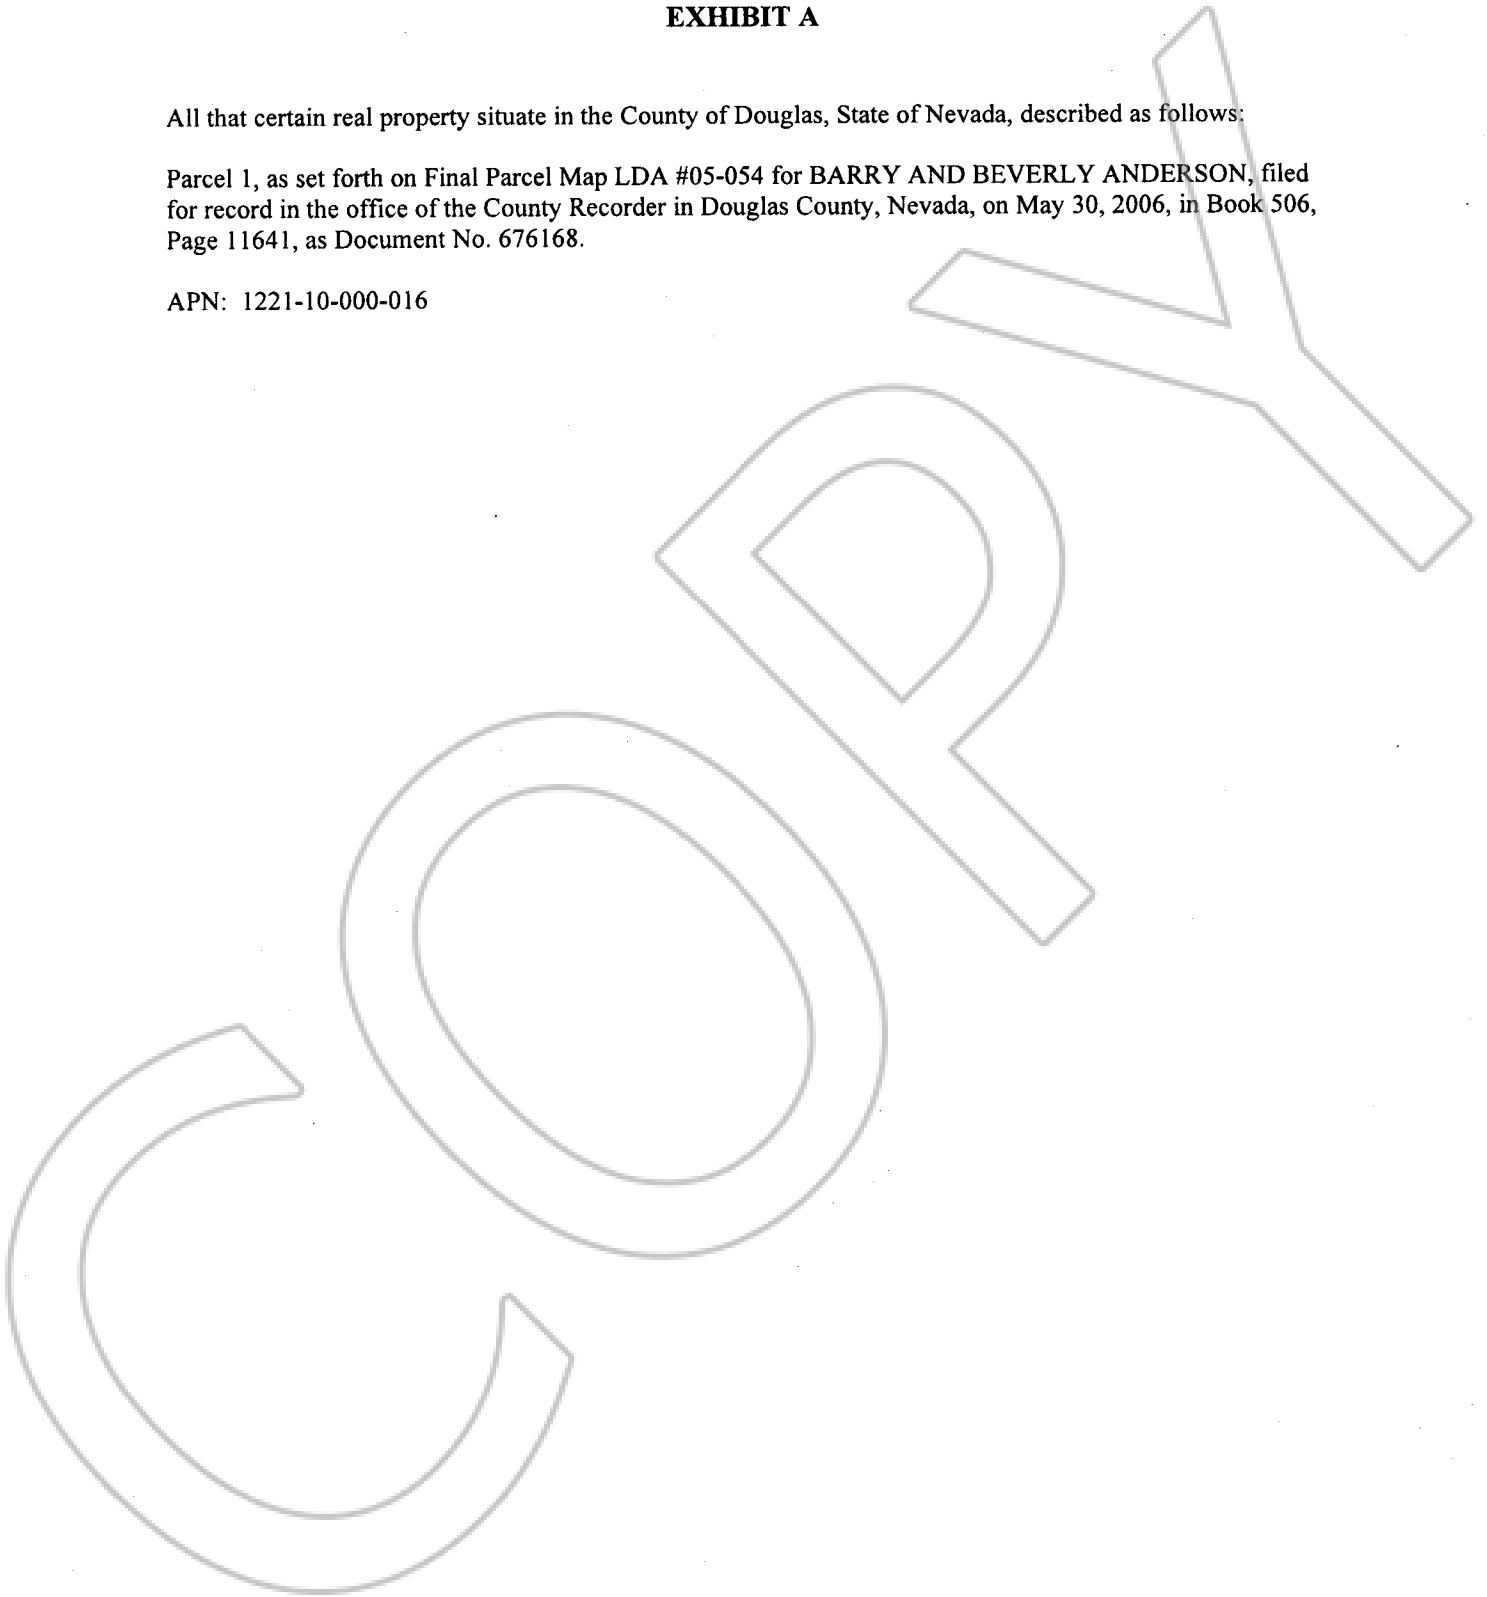 EXHIBIT A
All that certain real property situate in the County of Douglas, State of Nevada, described as follows:
Parcel 1, as set forth on Final Parcel Map LDA #05-054 for BARRY AND BEVERLY ANDERSON, filed
for record in the office of the County Recorder in Douglas County, Nevada, on May 30, 2006, in Book 506,
Page 11641, as Document No. 676168.
APN: 1221-10-000-016
COPY